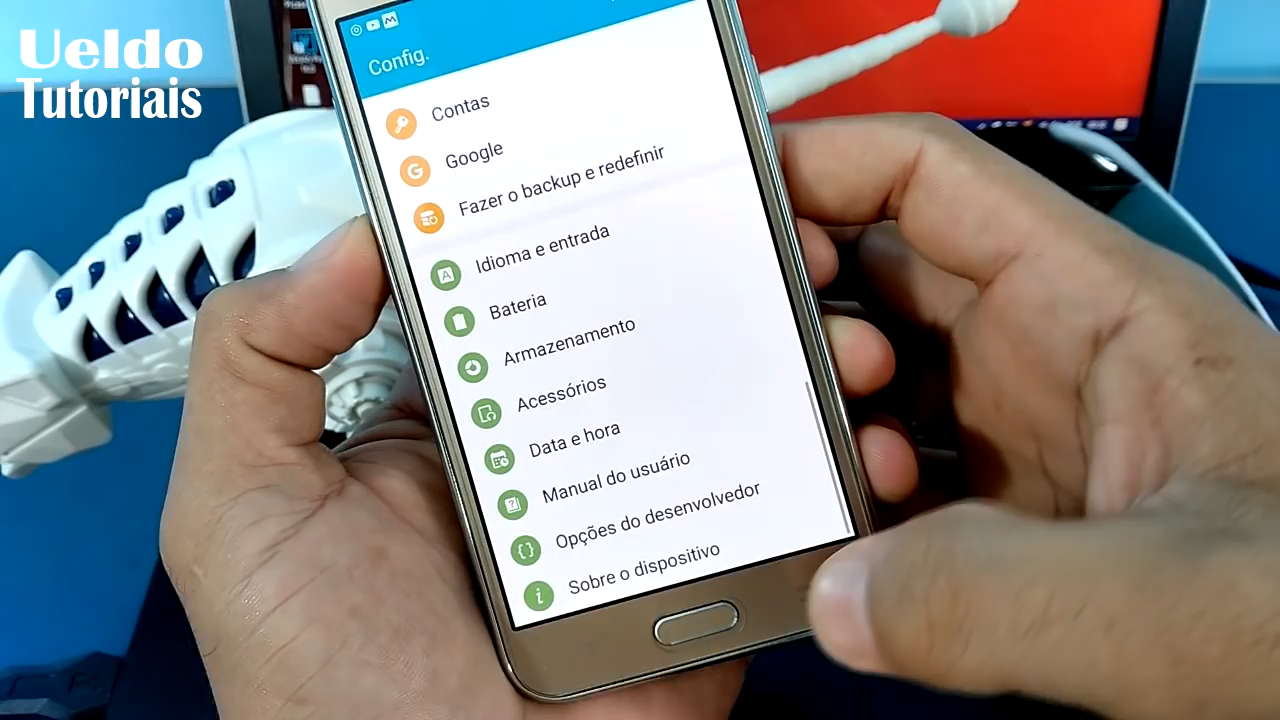 Ueldo
Tutoriais
Config.
Contas
Google
Fazer o backup e redefinir
Idioma e entrada
Bateria
Armazenamento
Acessórios
Data e hora
Manual do usuário
Opções do desenvolvedor
Sobre o dispositivo